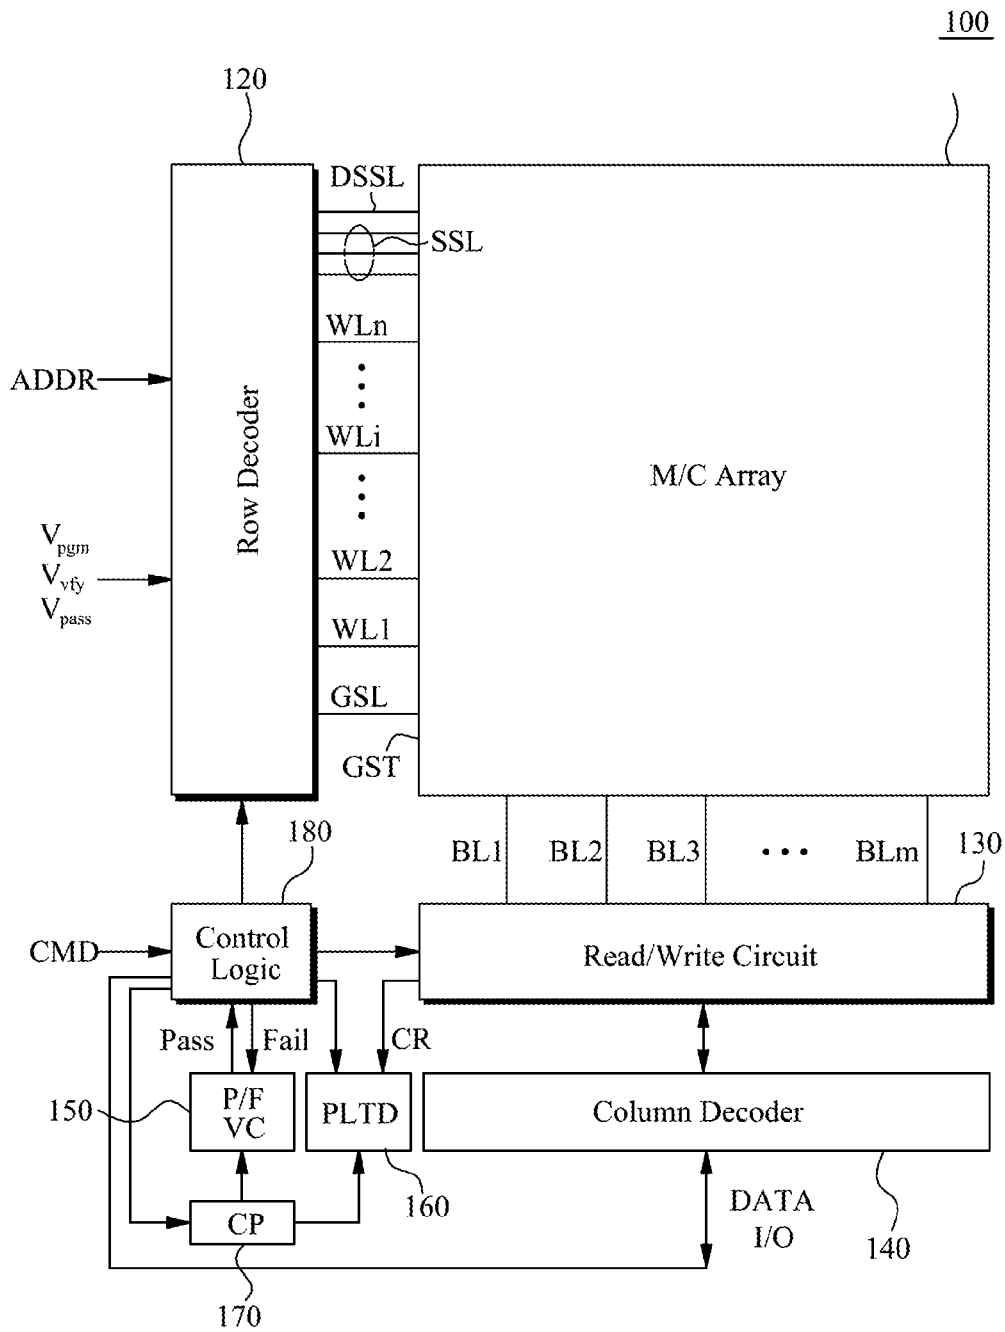 100
120
DSSL
SSL
WLn
ADDR
WLi
Row Decoder
M/C Array
Vpgm
Vvfy
Vpass
WL2
WL1
GSL
GST
180
BL1 BL2 BL3 BLm
130
CMD
Control
Logic
Read/Write Circuit
Pass Fail
CR
150
P/F
VC
PLTD
Column Decoder
160
CP
DATA
I/O
140
170